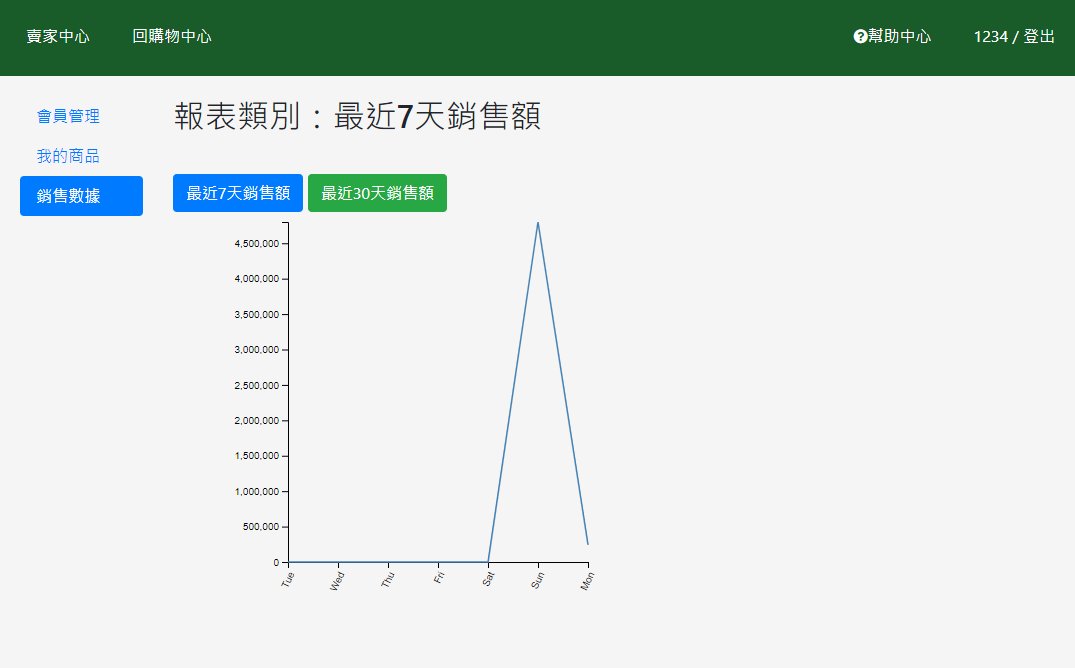 賣家中心 回購物中心 幫助中心 1234 / 登出
會員管理
我的商品
銷售數據
報表類別：最近7天銷售額
最近7天銷售額 最近30天銷售額
4,500,000
4,000,000
3,500,000
3,000,000
2,500,000
2,000,000
1,500,000
1,000,000
500,000
0
Tue Wed Thu Fri Sat Sun Mon